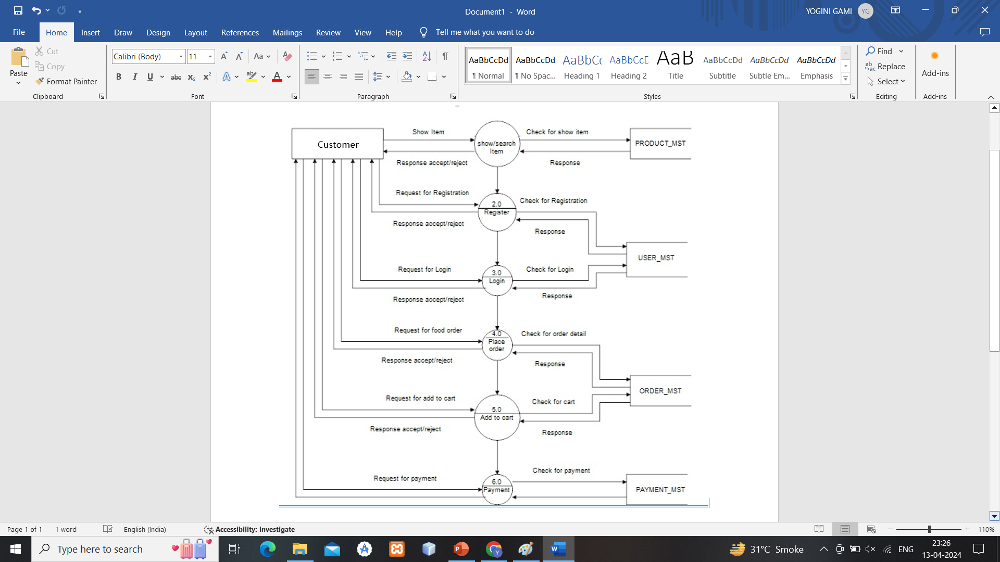 Document1 - Word
YOGINI GAMI
YG
File
Home
Insert
Draw
Design
Layout
References
Mailings
Review
View
Help
Tell me what you want to do
Paste
Cut
Copy
Format Painter
Clipboard
Calibri (Body)
11
Font
Paragraph
AaBbCcDd
¶ Normal
AaBbCcDd
¶ No Spac...
AaBbCc
Heading 1
AaBbCcD
Heading 2
AaB
Title
AaBbCcDd
Subtitle
AaBbCcDd
Subtle Em...
AaBbCcDd
Emphasis
Styles
Find
Replace
Select
Editing
Add-ins
Add-ins
Customer
Show Item
Response accept/reject
show/search
Item
Check for show item
Response
PRODUCT_MST
Request for Registration
Response accept/reject
2.0
Register
Check for Registration
Response
USER_MST
Request for Login
Response accept/reject
3.0
Login
Check for Login
Response
Request for food order
Response accept/reject
4.0
Place
order
Check for order detail
Response
ORDER_MST
Request for add to cart
Response accept/reject
5.0
Add to cart
Check for cart
Response
Request for payment
6.0
Payment
Check for payment
PAYMENT_MST
Page 1 of 1
1 word
English (India)
Accessibility: Investigate
110%
Type here to search
31°C Smoke
ENG
23:26
13-04-2024